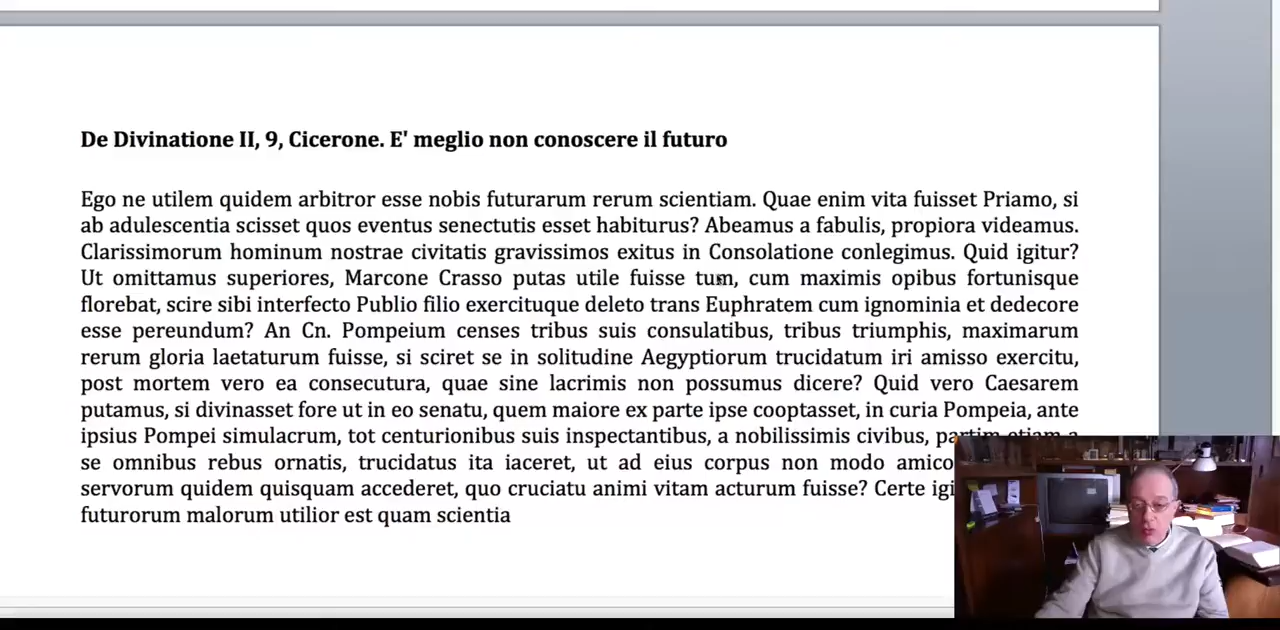 De Divinatione II, 9, Cicerone. E' meglio non conoscere il futuro
Ego ne utilem quidem arbitror esse nobis futurarum rerum scientiam. Quae enim vita fuisset Priamo, si
ab adulescentia scisset quos eventus senectutis esset habiturus? Abeamus a fabulis, propiora videamus.
Clarissimorum hominum nostrae civitatis gravissimos exitus in Consolatione conlegimus. Quid igitur?
Ut omittamus superiores, Marcone Crasso putas utile fuisse tum, cum maximis opibus fortunisque
florebat, scire sibi interfecto Publio filio exercituque deleto trans Euphratem cum ignominia et dedecore
esse pereundum? An Cn. Pompeium censes tribus suis consulatibus, tribus triumphis, maximarum
rerum gloria laetaturum fuisse, si sciret se in solitudine Aegyptiorum trucidatum iri amisso exercitu,
post mortem vero ea consecutura, quae sine lacrimis non possumus dicere? Quid vero Caesarem
putamus, si divinasset fore ut in eo senatu, quem maiore ex parte ipse cooptasset, in curia Pompeia, ante
ipsius Pompei simulacrum, tot centurionibus suis inspectantibus, a nobilissimis civibus, partim etiam a
se omnibus rebus ornatis, trucidatus ita iaceret, ut ad eius corpus non modo amico
servorum quidem quisquam accederet, quo cruciatu animi vitam acturum fuisse? Certe igi
futurorum malorum utilior est quam scientia